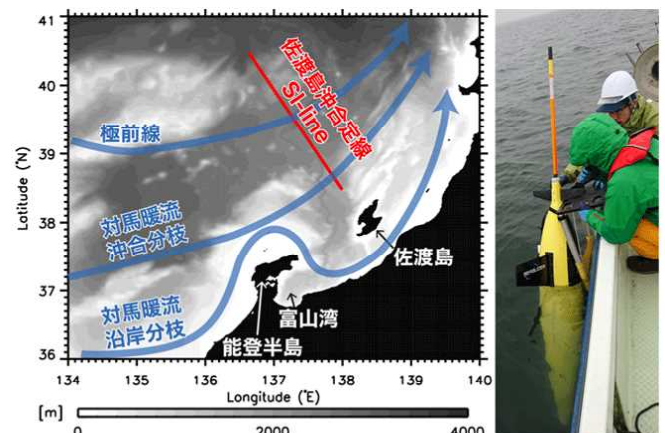 41
40
39
38
37
36
Latitude (°N)
佐渡島沖合定線
SI-line
極前線
対馬暖流
沖合分枝
対馬暖流
沿岸分枝
佐渡島
富山湾
能登半島
134 135 136 137 138 139 140
Longitude (°E)
[m]
0 2000 4000